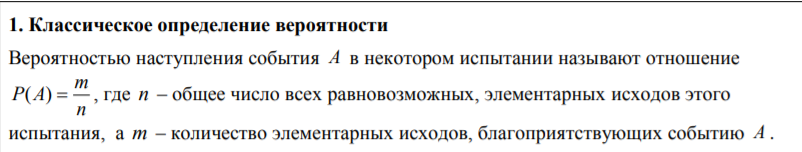 1. Классическое определение вероятности
Вероятностью наступления события A в некотором испытании называют отношение
P(A) = m/n, где n – общее число всех равновозможных, элементарных исходов этого
испытания, а m – количество элементарных исходов, благоприятствующих событию A.